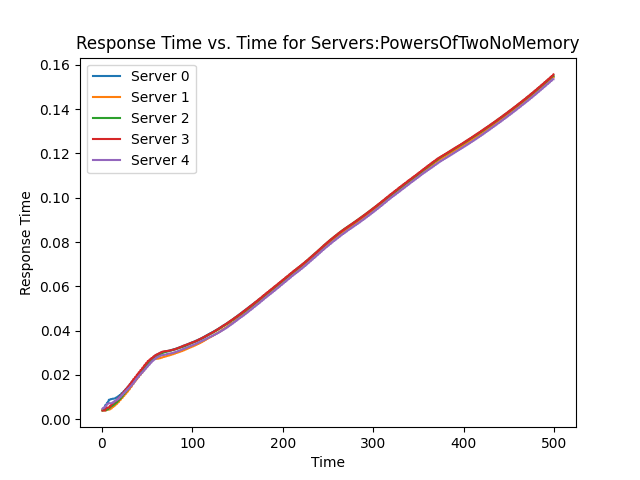 Response Time vs. Time for Servers:PowersOfTwoNoMemory
Server 0
Server 1
Server 2
Server 3
Server 4
0.16
0.14
0.12
0.10
0.08
0.06
0.04
0.02
0.00
Response Time
0 100 200 300 400 500
Time